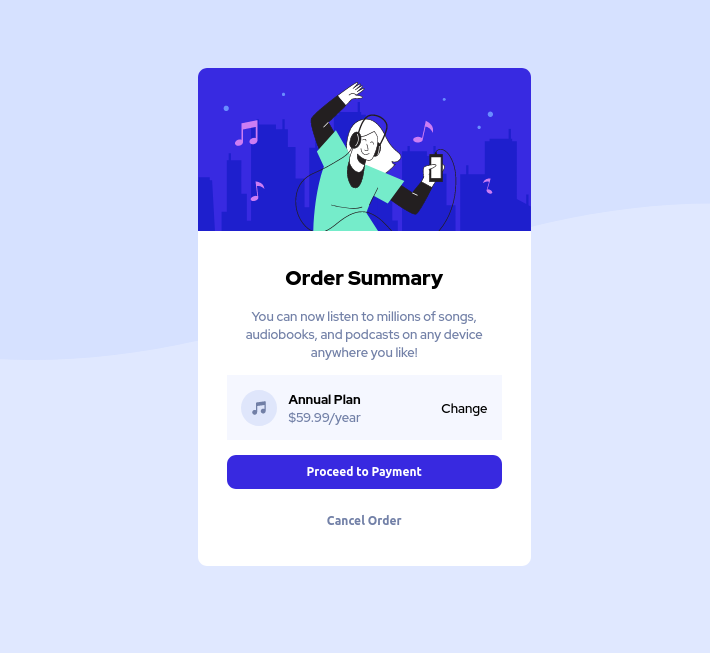 Order Summary
You can now listen to millions of songs,
audiobooks, and podcasts on any device
anywhere you like!
Annual Plan
$59.99/year
Change
Proceed to Payment
Cancel Order